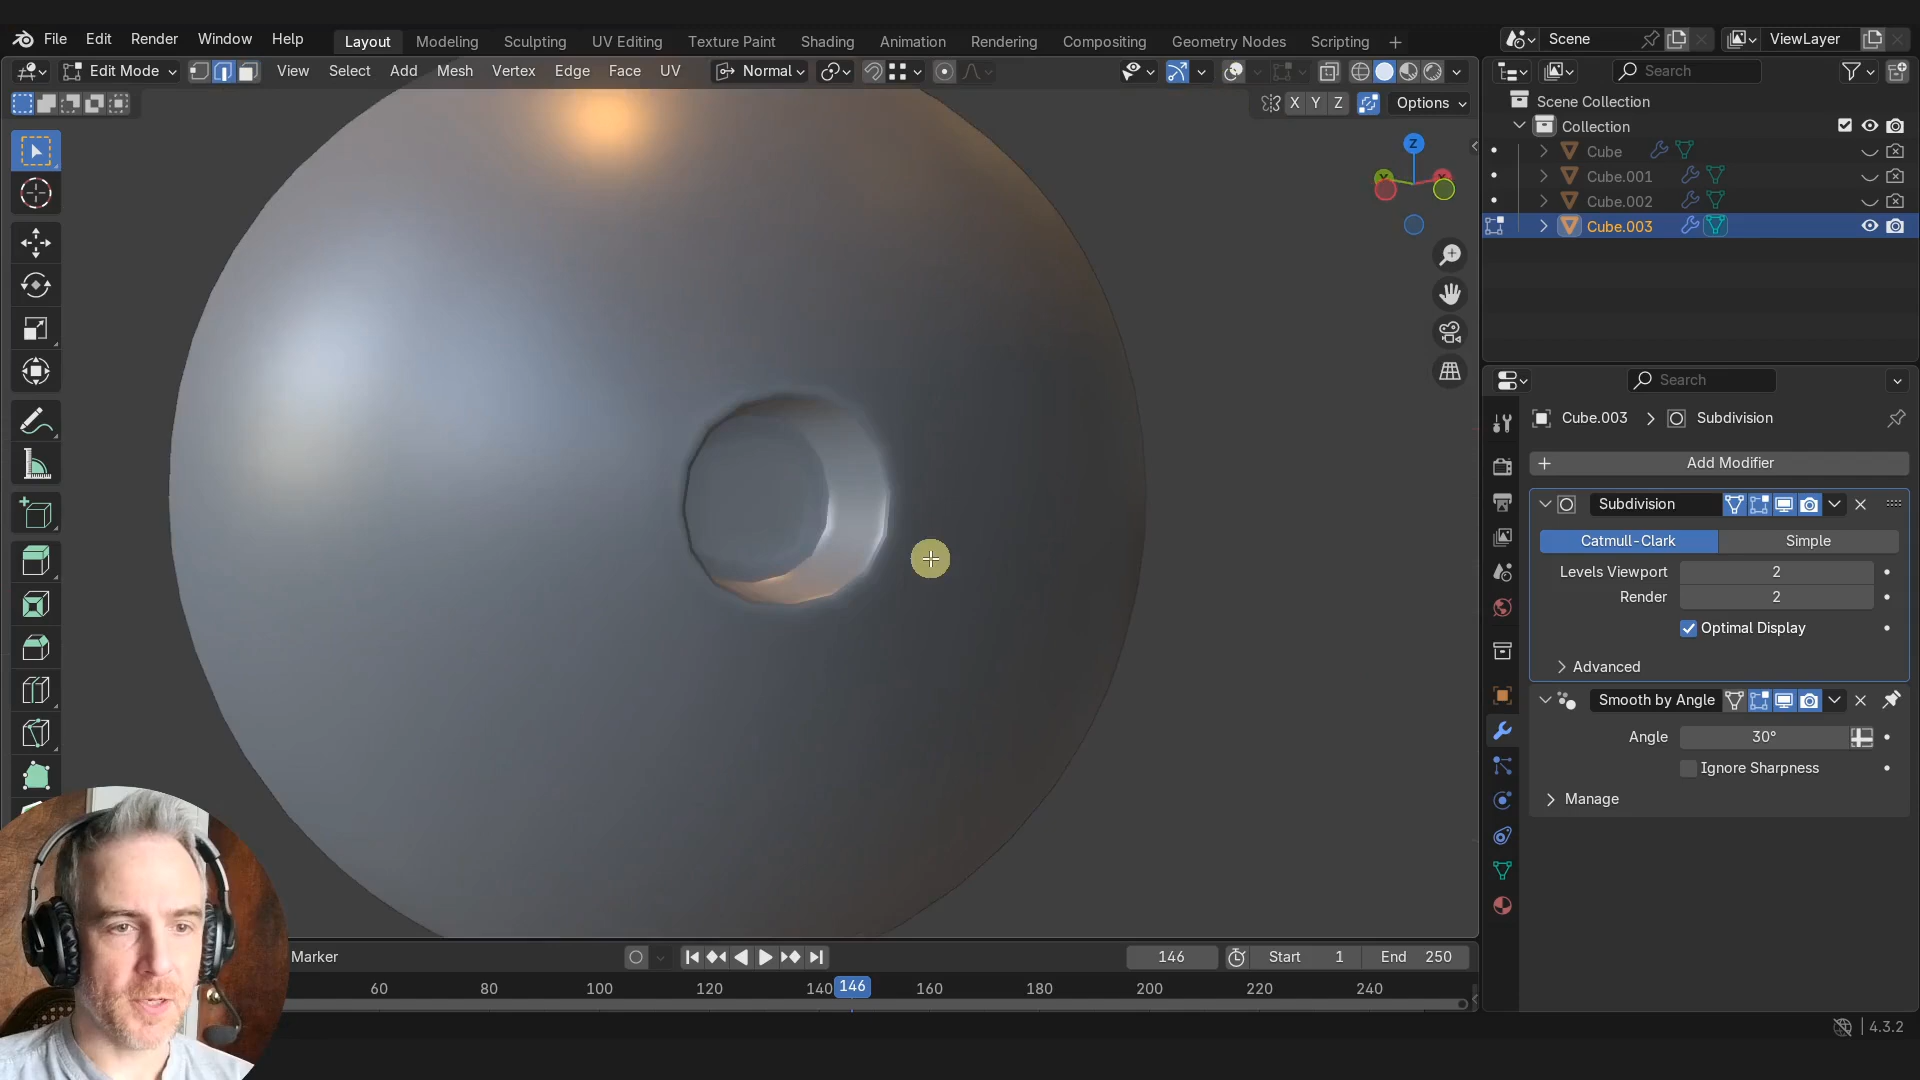 File Edit Render Window Help Layout Modeling Sculpting UV Editing Texture Paint Shading Animation Rendering Compositing Geometry Nodes Scripting + Scene ViewLayer
Edit Mode View Select Add Mesh Vertex Edge Face UV Normal Search
X Y Z Options
Scene Collection
Collection
Cube
Cube.001
Cube.002
Cube.003
Z
Search
Cube.003 > Subdivision
+ Add Modifier
Subdivision
Catmull-Clark Simple
Levels Viewport 2
Render 2
Optimal Display
Advanced
Smooth by Angle
Angle 30°
Ignore Sharpness
Manage
Marker 146 Start 1 End 250
60 80 100 120 140 146 160 180 200 220 240
4.3.2